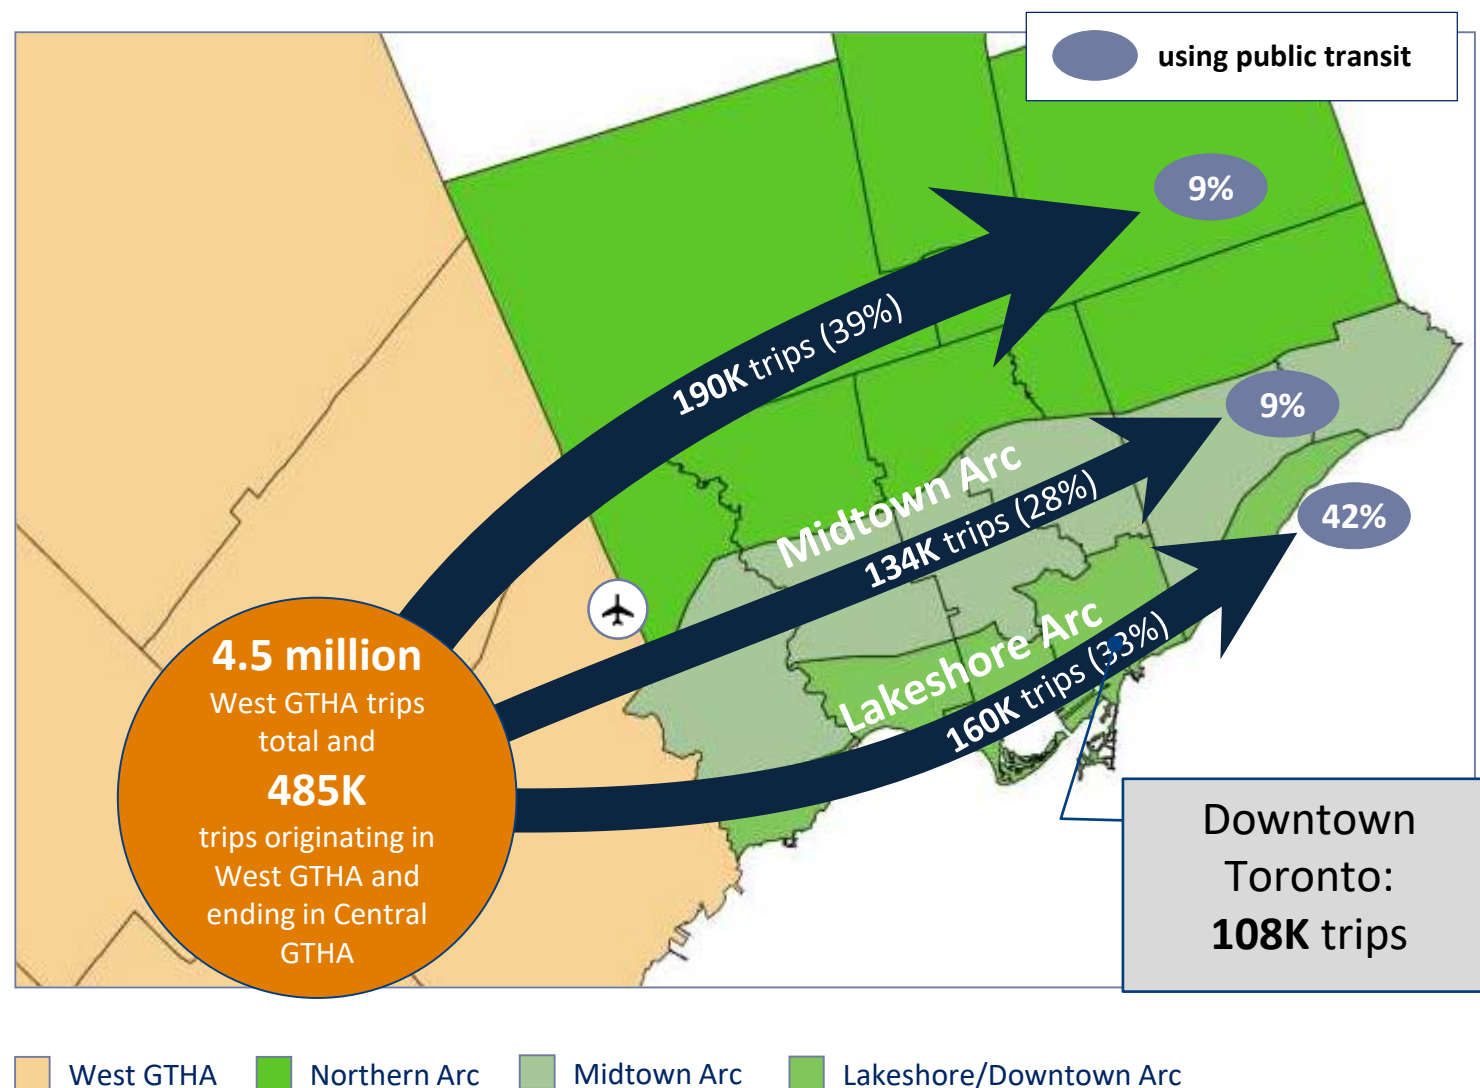 using public transit
9%
190K trips (39%)
9%
Midtown Arc
134K trips (28%)
42%
Lakeshore Arc
160K trips (33%)
4.5 million
West GTHA trips
total and
485K
trips originating in
West GTHA and
ending in Central
GTHA
Downtown
Toronto:
108K trips
West GTHA
Northern Arc
Midtown Arc
Lakeshore/Downtown Arc